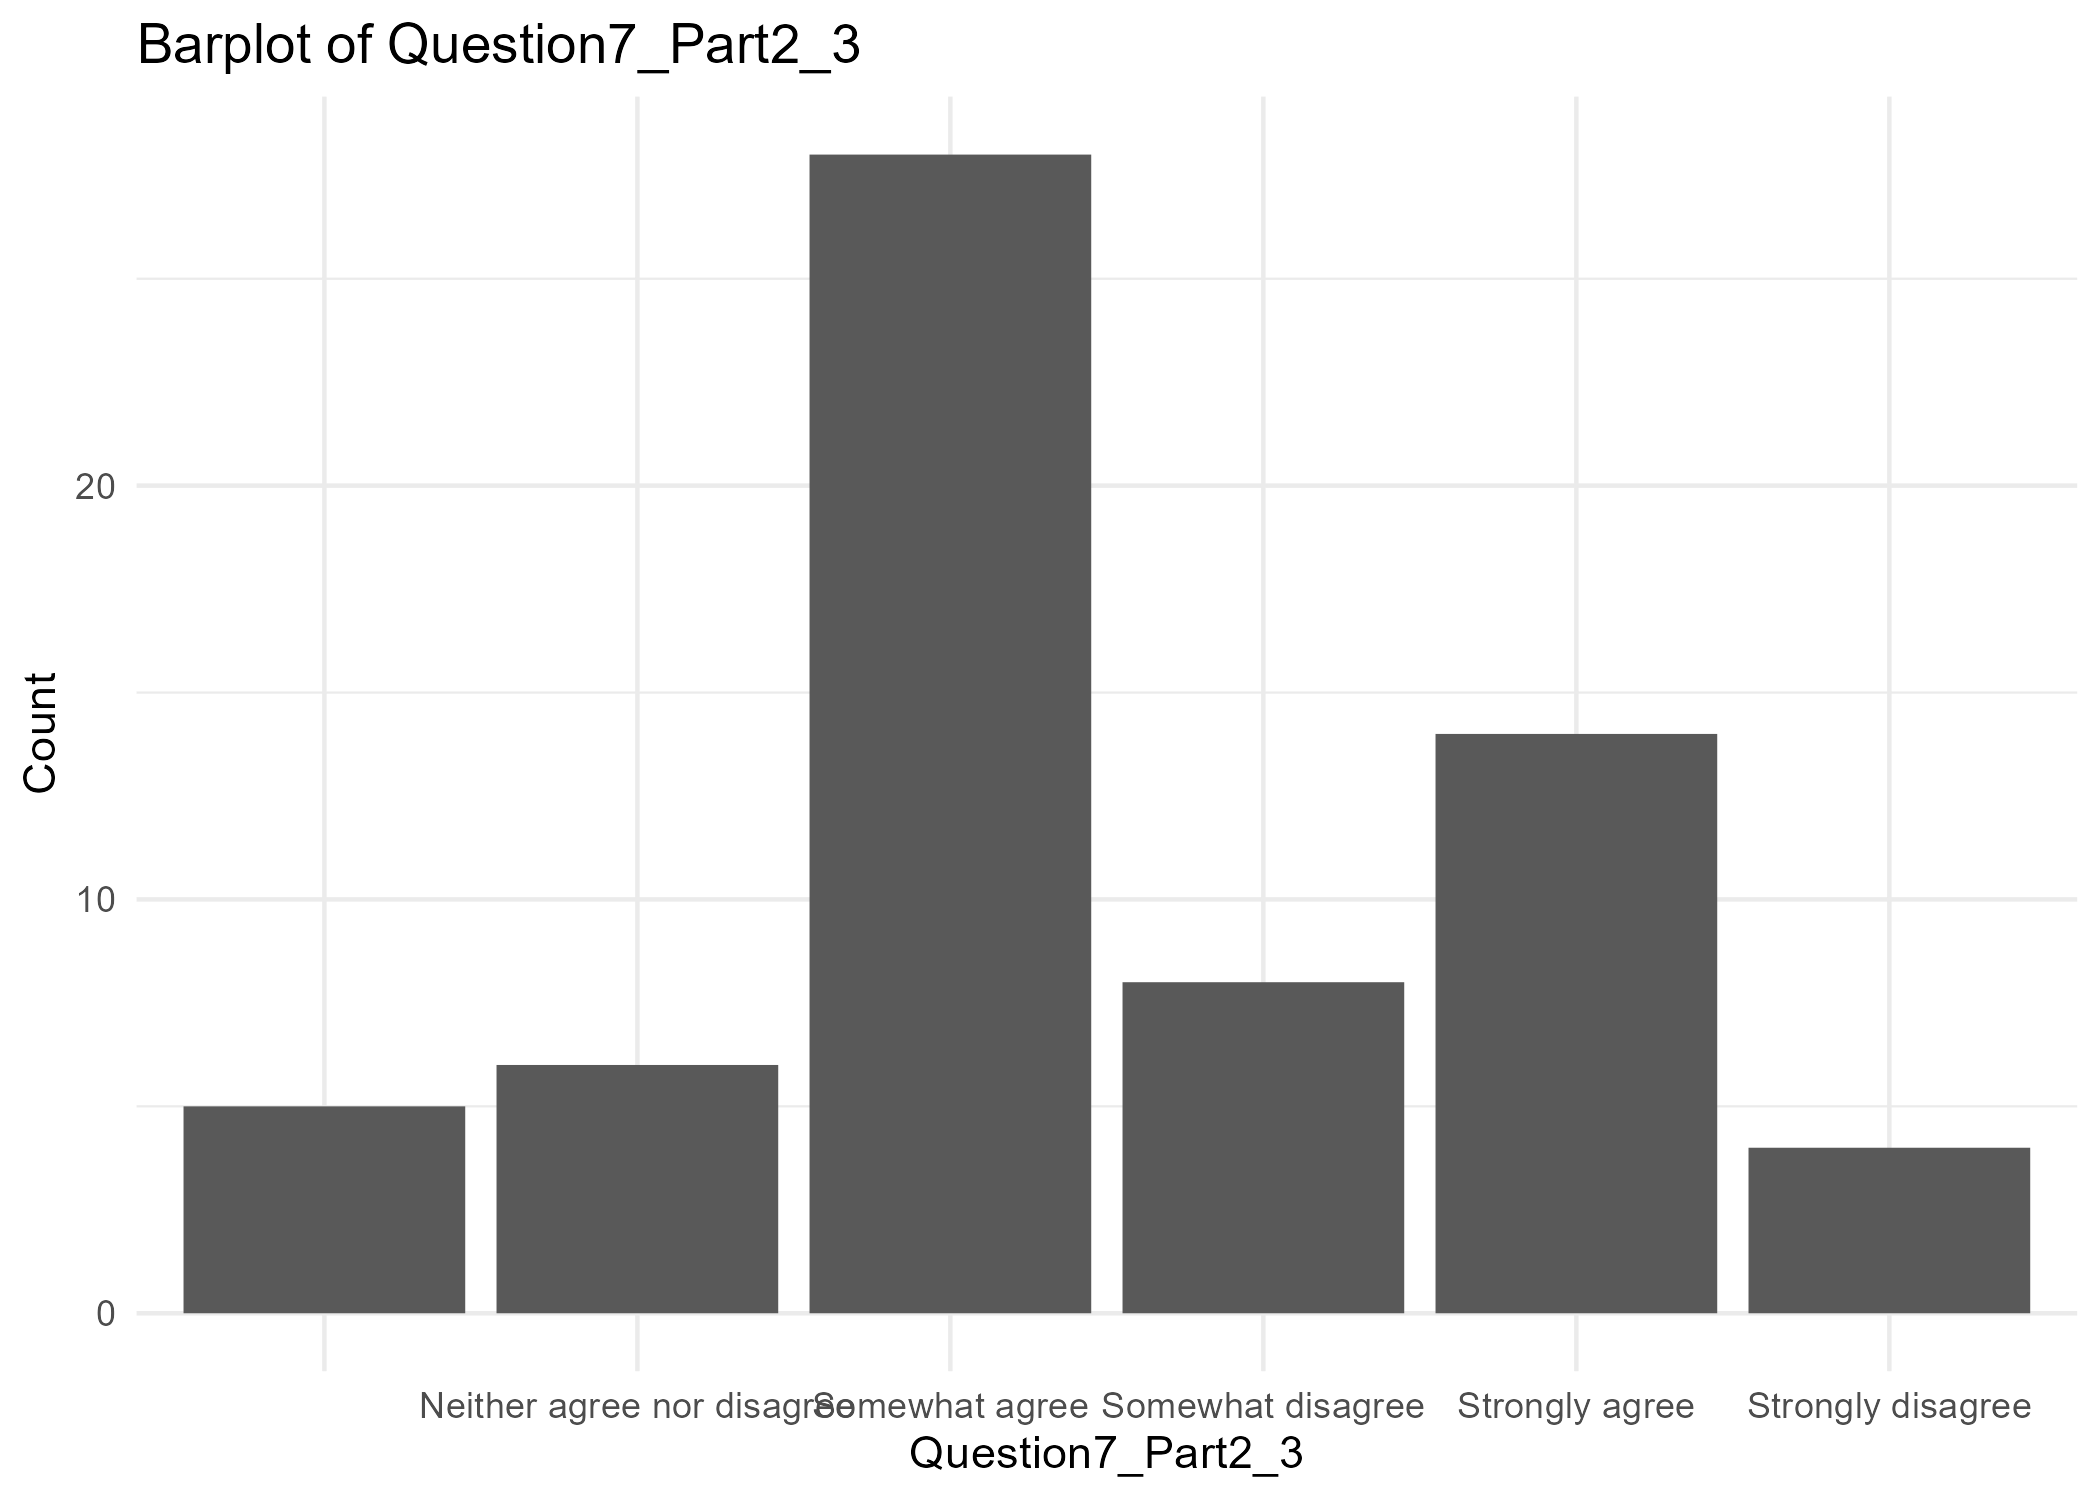 Barplot of Question7_Part2_3
Count
20
10
0
Neither agree nor disagree Somewhat agree Somewhat disagree Strongly agree Strongly disagree
Question7_Part2_3